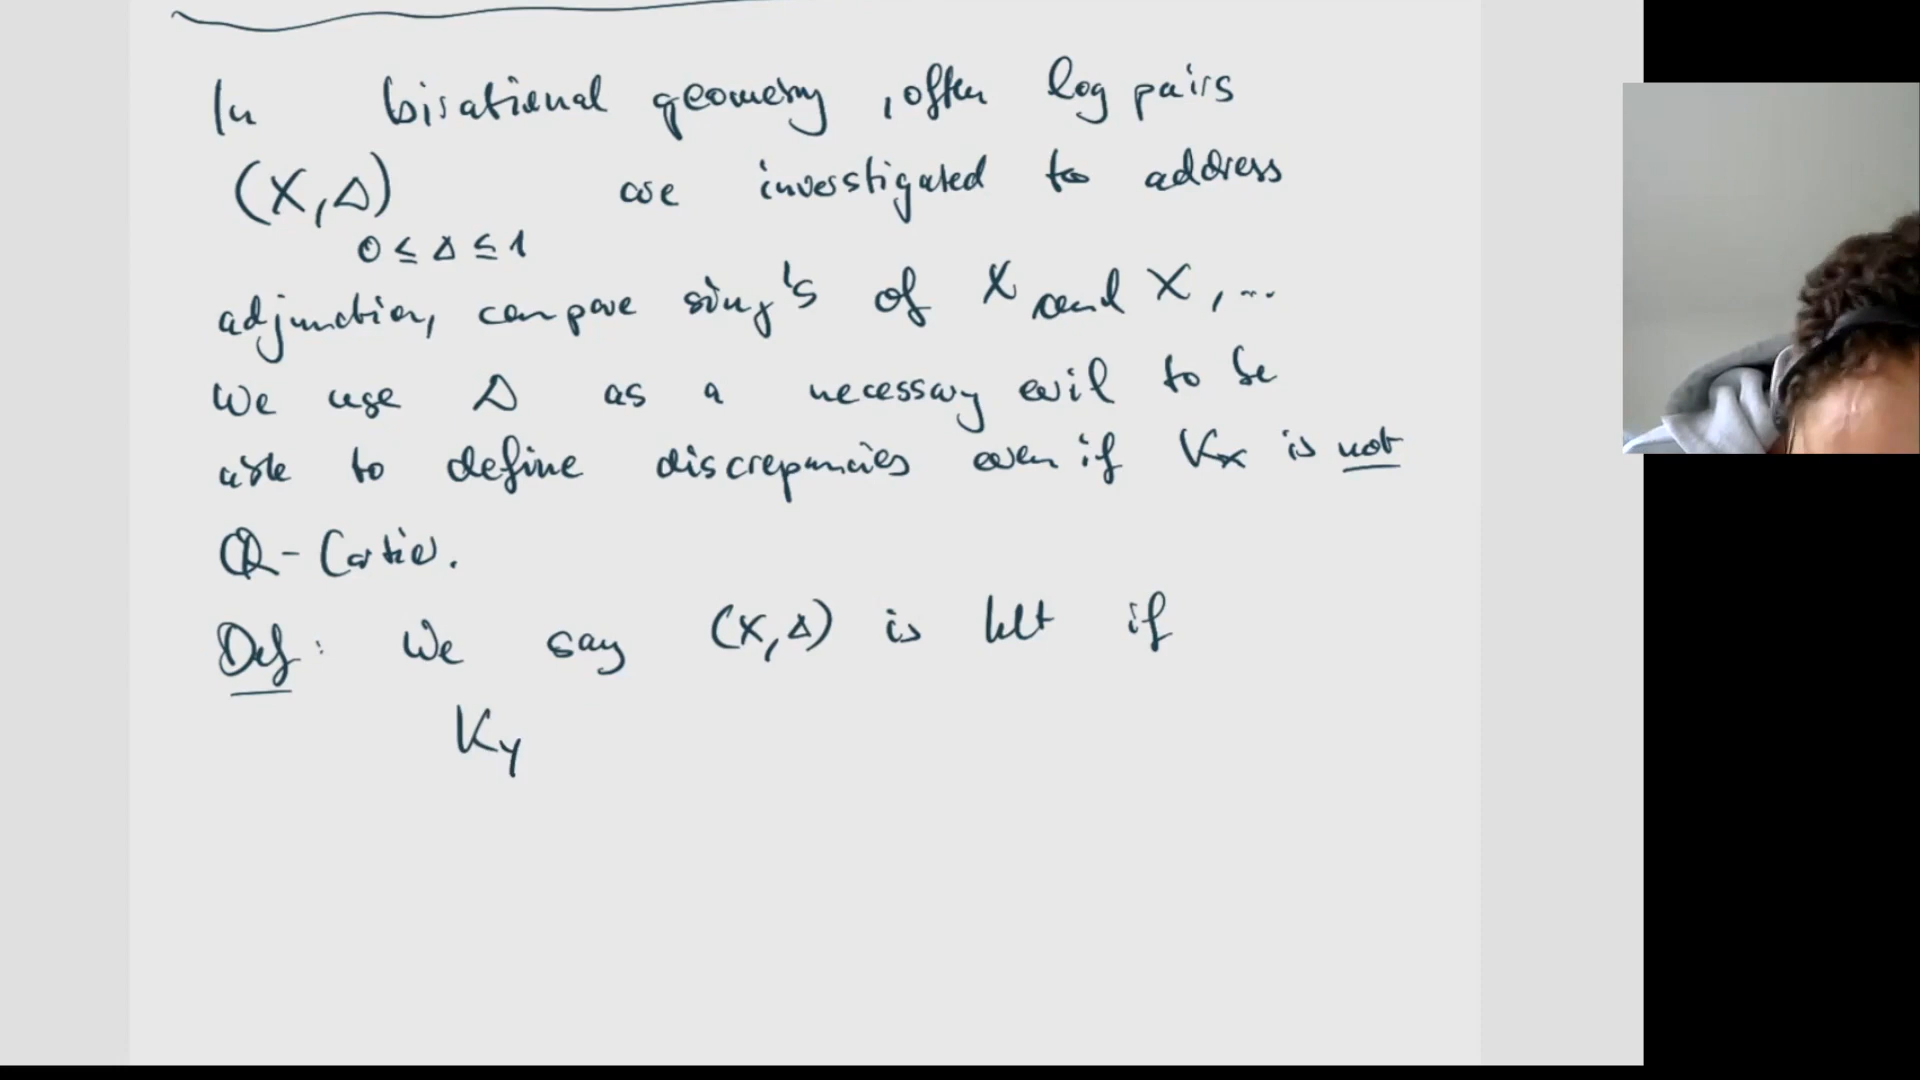 In birational geometry, often log pairs
(X,Δ) are investigated to address
0 ≤ Δ ≤ 1
adjunction, compare sing's of X and X, ...
We use Δ as a necessary evil to be
able to define discrepancies even if K_X is not
Q-Cartier.
Def: We say (X,Δ) is klt if
K_Y